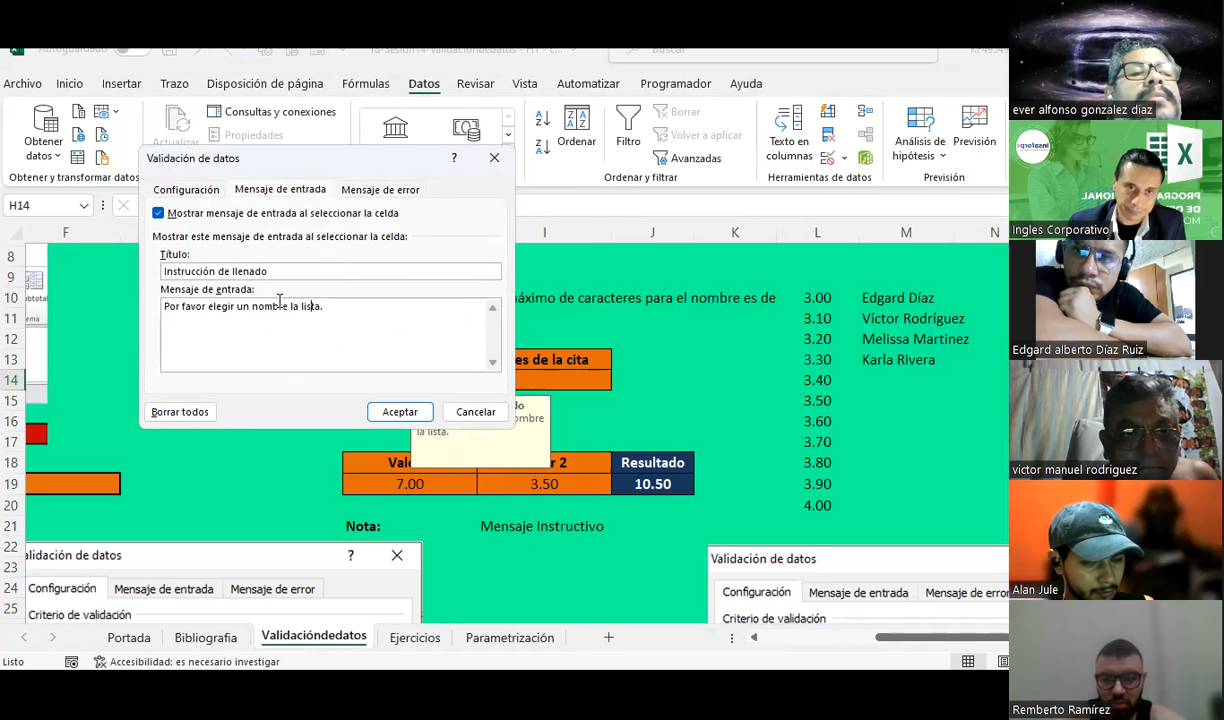 Autoguardado
Buscar
Archivo Inicio Insertar Trazo Disposición de página Fórmulas Datos Revisar Vista Automatizar Programador Ayuda
Obtener datos
Actualizar
Consultas y conexiones
Propiedades
Ordenar
Filtro
Borrar
Volver a aplicar
Avanzadas
Texto en columnas
Análisis de hipótesis
Previsión
Obtener y transformar datos
Ordenar y filtrar
Herramientas de datos
Previsión
H14
Validación de datos
?
Configuración Mensaje de entrada Mensaje de error
Mostrar mensaje de entrada al seleccionar la celda
Mostrar este mensaje de entrada al seleccionar la celda:
Título:
Instrucción de llenado
Mensaje de entrada:
Por favor elegir un nombre la lista.
Borrar todos Aceptar Cancelar
F I J K L M N
8
9
10 máximo de caracteres para el nombre es de 3.00 Edgard Díaz
11 3.10 Víctor Rodríguez
12 3.20 Melissa Martinez
13 es de la cita 3.30 Karla Rivera
14 3.40
15 do 3.50
16 nombre 3.60
17 la lista. 3.70
18 Valo r 2 Resultado 3.80
19 7.00 3.50 10.50 3.90
20 4.00
21 Nota: Mensaje Instructivo
22
23
24
25
alidación de datos ?
Configuración Mensaje de entrada Mensaje de error
Criterio de validación
Validación de datos
Configuración Mensaje de entrada Mensaje de erro
Criterio de validación
Portada Bibliografia Validacióndedatos Ejercicios Parametrización
Listo Accesibilidad: es necesario investigar
ever alfonso gonzalez diaz
Ingles Corporativo
Edgard alberto Díaz Ruiz
victor manuel rodriguez
Alan Jule
Remberto Ramírez